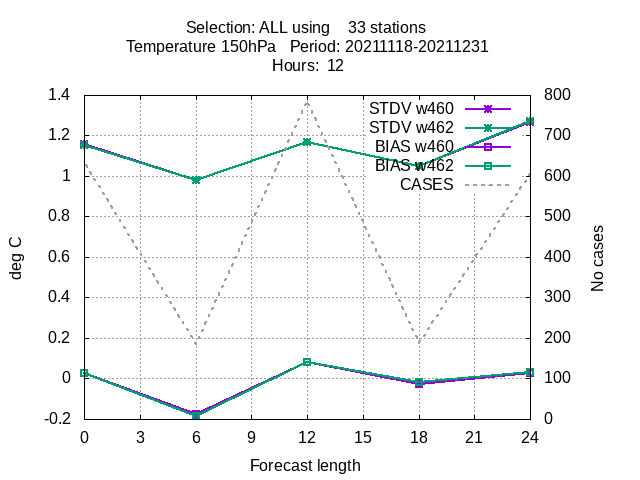 Selection: ALL using 33 stations
Temperature 150hPa Period: 20211118-20211231
Hours: 12
1.4
1.2
1
0.8
0.6
0.4
0.2
0
-0.2
deg C
STDV w460
STDV w462
BIAS w460
BIAS w462
CASES
800
700
600
500
400
300
200
100
0
No cases
0 3 6 9 12 15 18 21 24
Forecast length